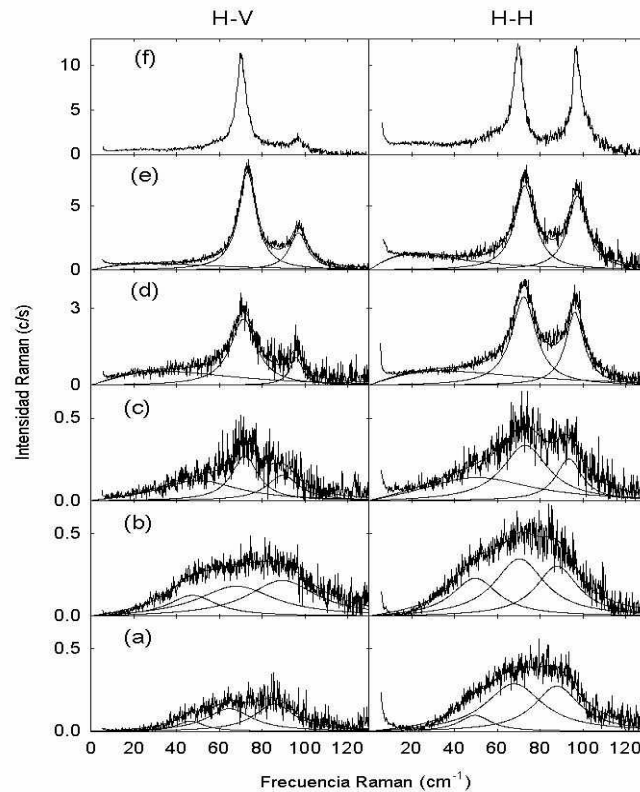 H-V H-H
(f)
10
5
0
(e)
5
0
(d)
3
0
(c)
0.5
0.0
(b)
0.5
0.0
(a)
0.5
0.0
0 20 40 60 80 100 120 20 40 60 80 100 120
Intensidad Raman (c/s)
Frecuencia Raman (cm⁻¹)